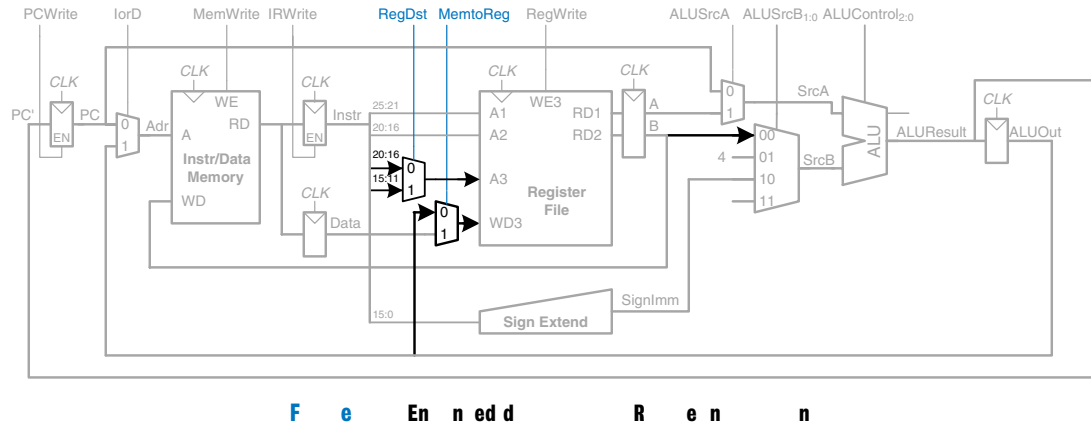 PCWrite IorD MemWrite IRWrite RegDst MemtoReg RegWrite ALUSrcA ALUSrcB1:0 ALUControl2:0
CLK CLK CLK CLK CLK CLK
PC' PC EN 0 1 Adr A WE RD Instr/Data Memory WD
EN Instr CLK Data
25:21 20:16 20:16 15:11 15:0
0 1
0 1
A1 A2 A3 WD3 WE3 RD1 RD2 Register File
A B
0 1 SrcA
4 00 01 10 11 SrcB
ALU ALUResult ALUOut
SignImm
Sign Extend
F e En n ed d R e n n